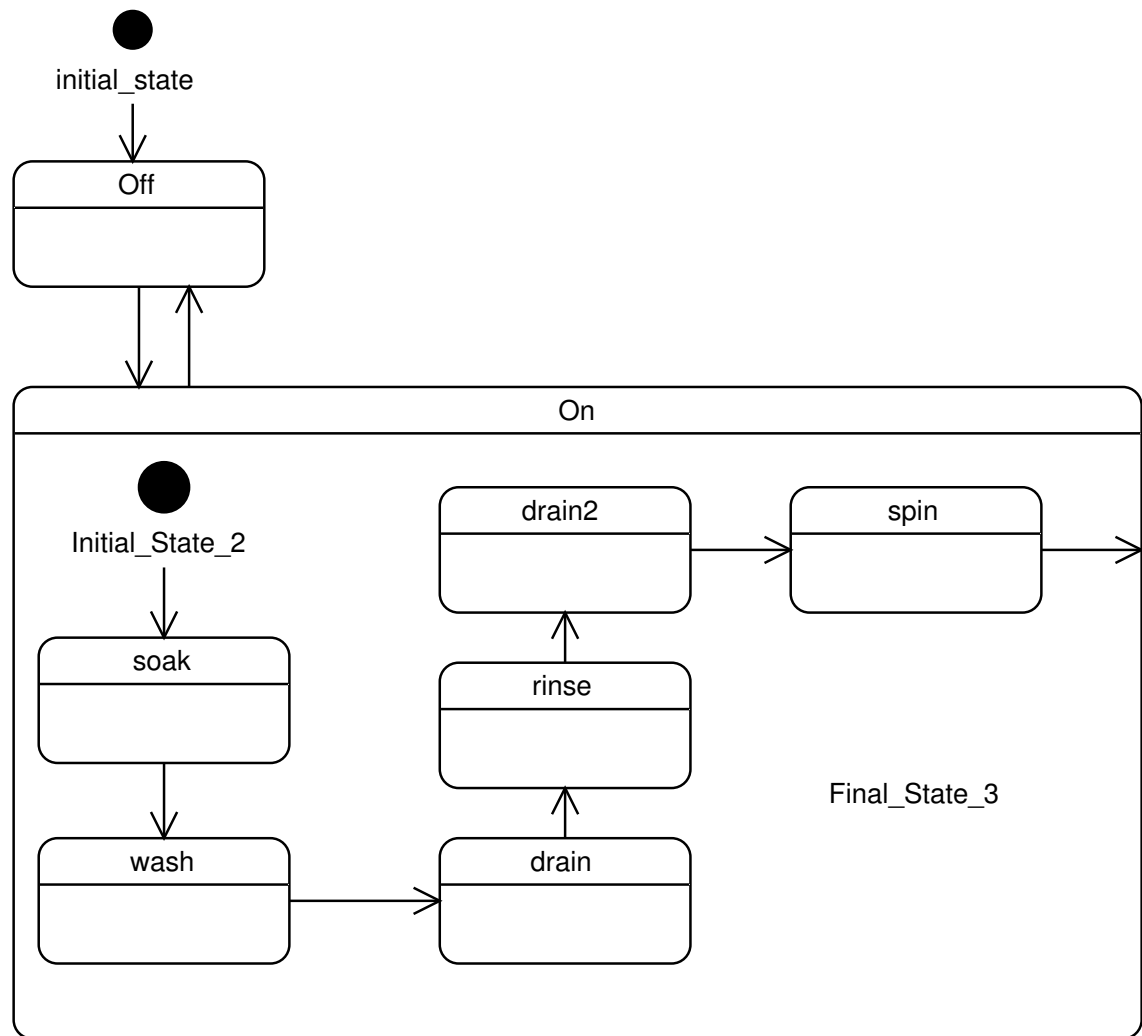 initial_state
Off
On
Initial_State_2
drain2
spin
soak
rinse
Final_State_3
wash
drain